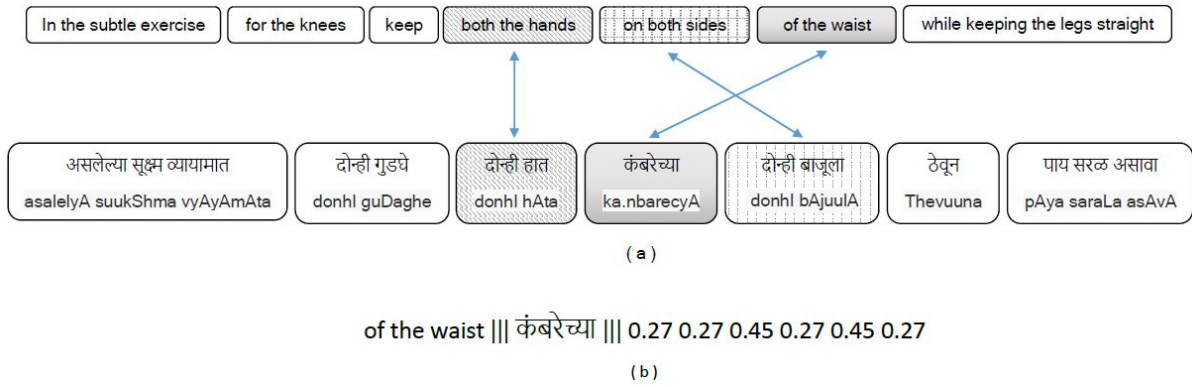 In the subtle exercise for the knees keep both the hands on both sides of the waist while keeping the legs straight
असलेल्या सूक्ष्म व्यायामात दोन्ही गुडघे दोन्ही हात कंबरेच्या दोन्ही बाजूला ठेवून पाय सरळ असावा
asalelyA suukShma vyAyAmAta donhI guDaghe donhI hAta ka.nbarecyA donhI bAjuulA Thevuuna pAya saraLa asAvA
( a )
of the waist ||| कंबरेच्या ||| 0.27 0.27 0.45 0.27 0.45 0.27
( b )